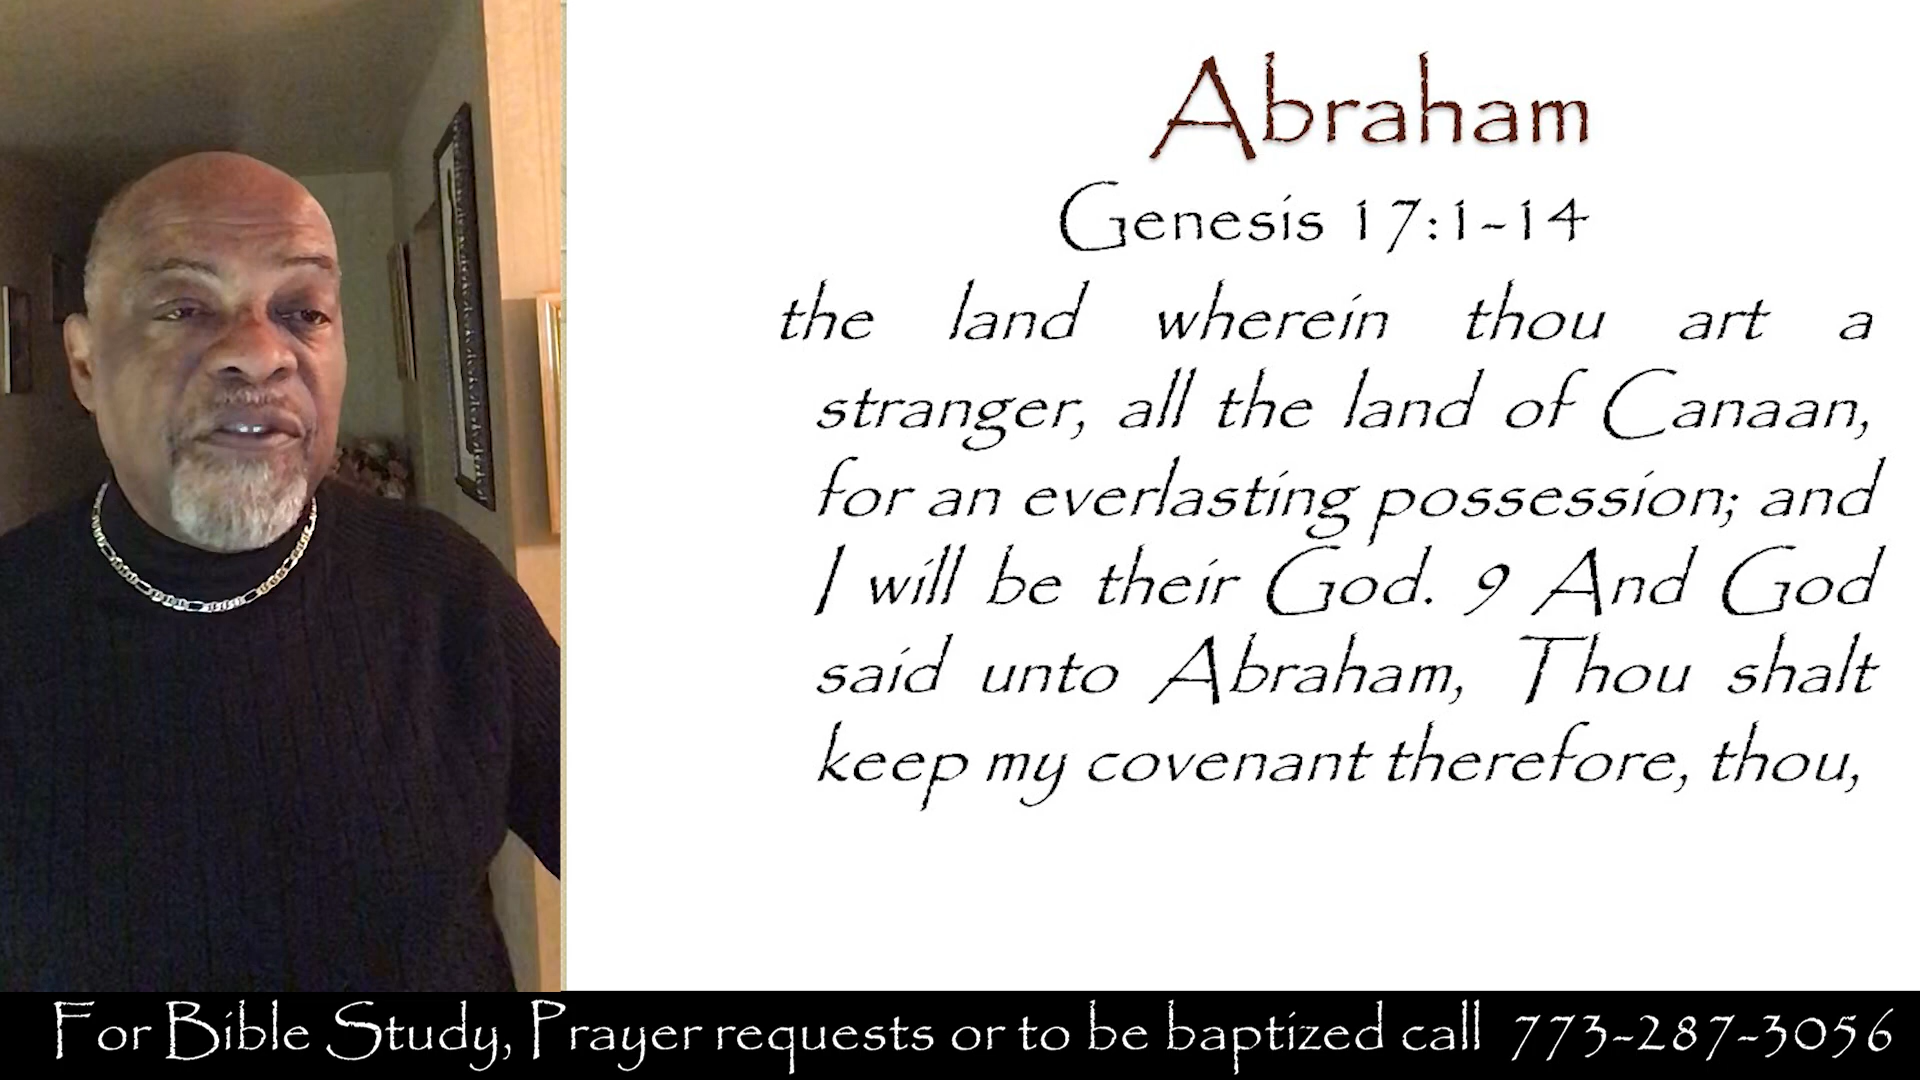 Abraham
Genesis 17:1-14
the land wherein thou art a
stranger, all the land of Canaan,
for an everlasting possession; and
I will be their God. 9 And God
said unto Abraham, Thou shalt
keep my covenant therefore, thou,
For Bible Study, Prayer requests or to be baptized call 773-287-3056